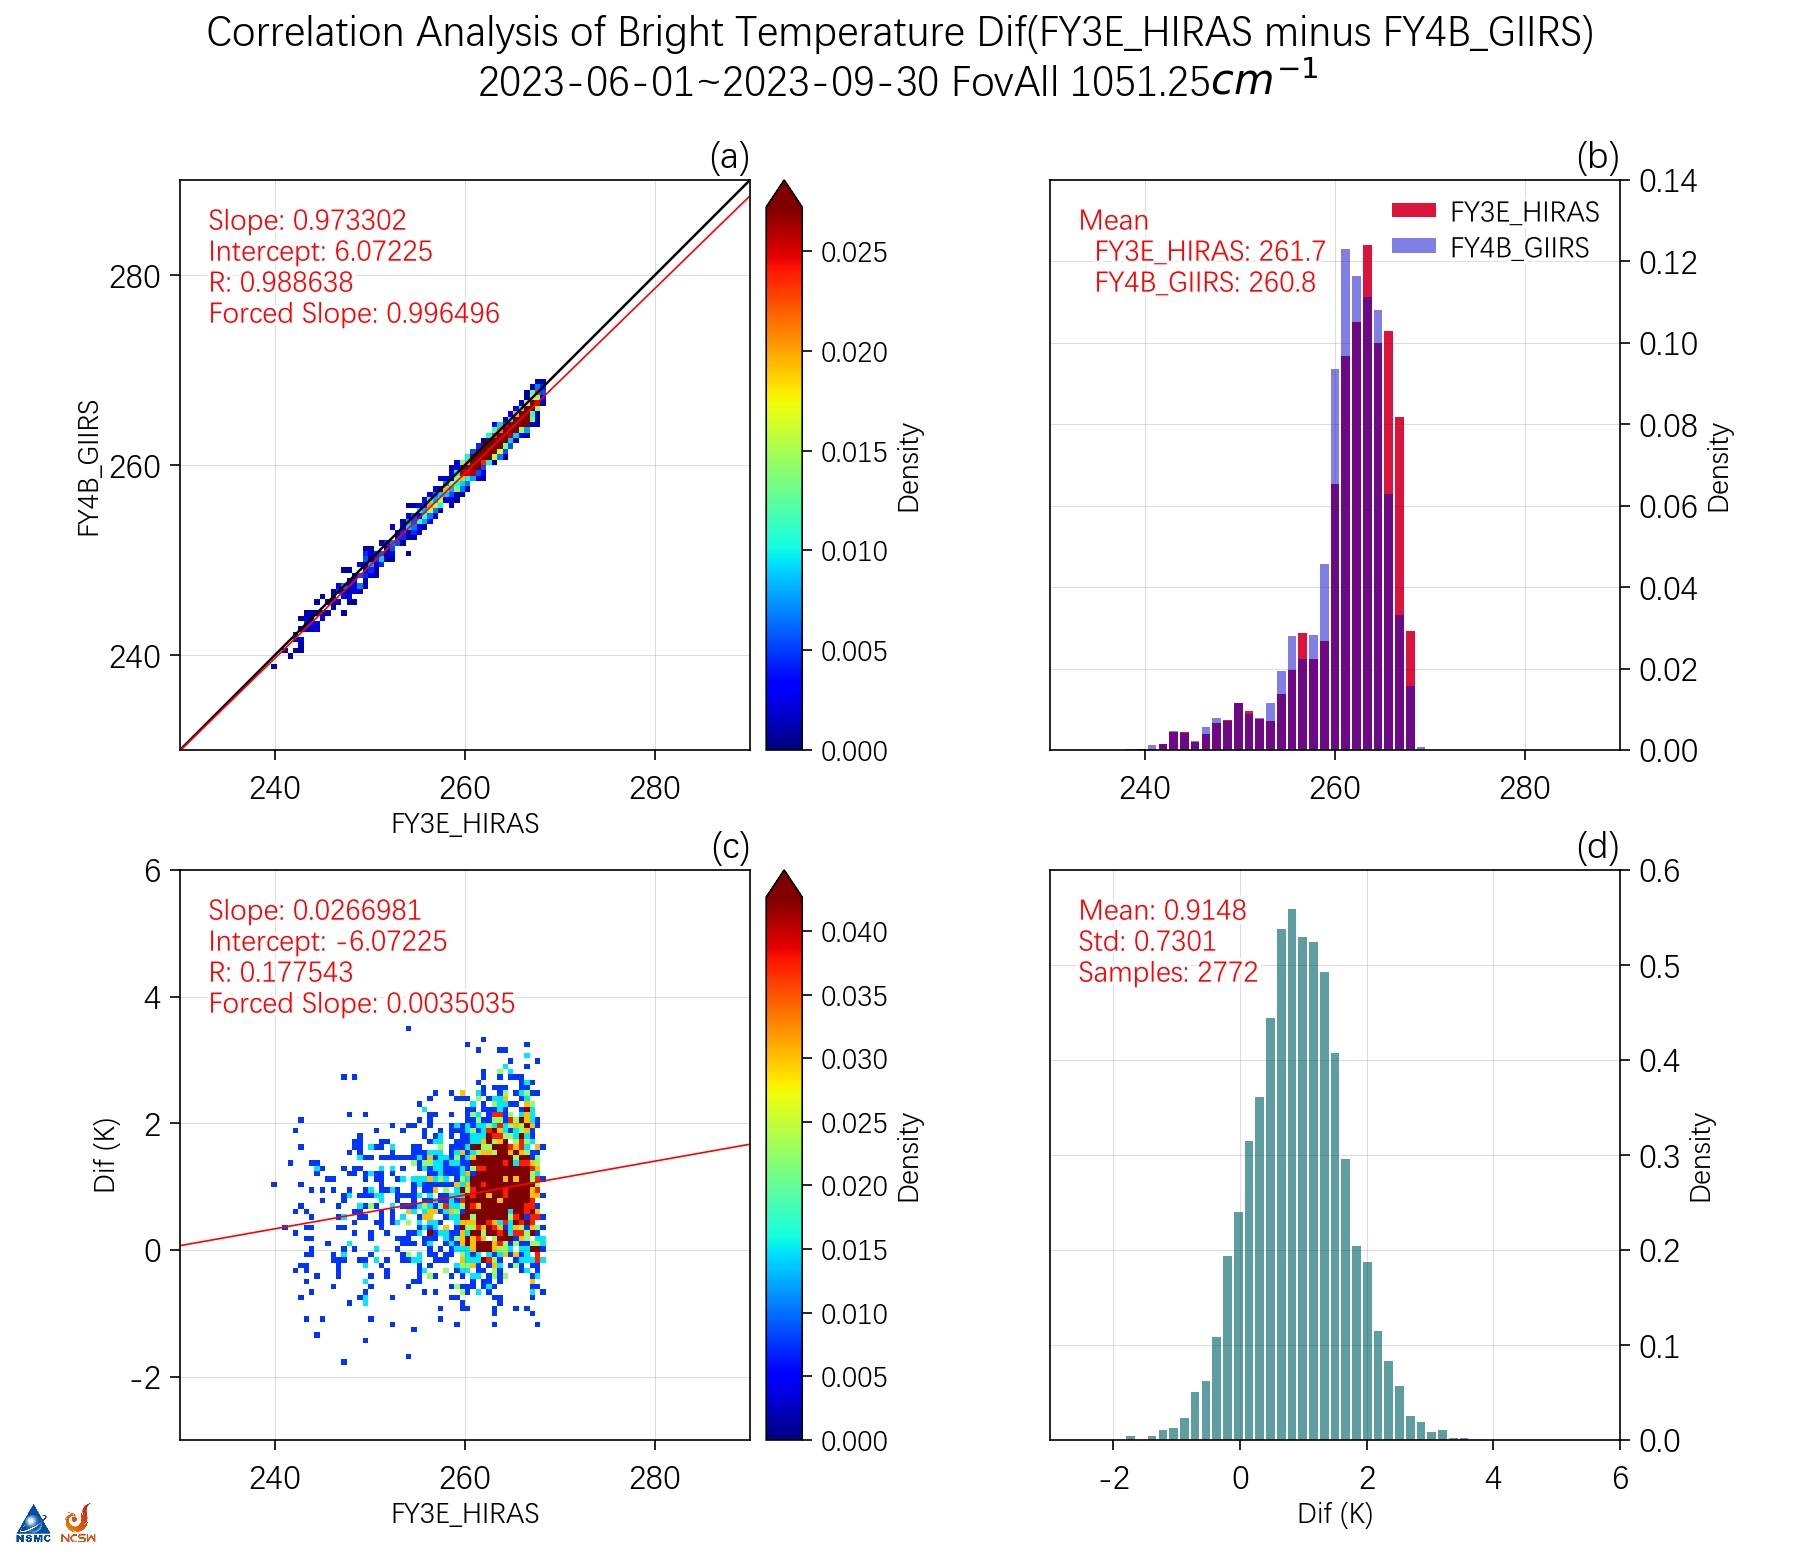 Correlation Analysis of Bright Temperature Dif(FY3E_HIRAS minus FY4B_GIIRS)
2023-06-01~2023-09-30 FovAll 1051.25cm⁻¹
(a)
Slope: 0.973302
Intercept: 6.07225
R: 0.988638
Forced Slope: 0.996496
280
260
240
FY4B_GIIRS
240 260 280
FY3E_HIRAS
0.025
0.020
0.015
0.010
0.005
0.000
Density
(b)
Mean
FY3E_HIRAS: 261.7
FY4B_GIIRS: 260.8
FY3E_HIRAS
FY4B_GIIRS
0.14
0.12
0.10
0.08
0.06
0.04
0.02
0.00
Density
240 260 280
(c)
Slope: 0.0266981
Intercept: -6.07225
R: 0.177543
Forced Slope: 0.0035035
6
4
2
0
-2
Dif (K)
240 260 280
FY3E_HIRAS
0.040
0.035
0.030
0.025
0.020
0.015
0.010
0.005
0.000
Density
(d)
Mean: 0.9148
Std: 0.7301
Samples: 2772
0.6
0.5
0.4
0.3
0.2
0.1
0.0
Density
-2 0 2 4 6
Dif (K)
NSMC NCSW